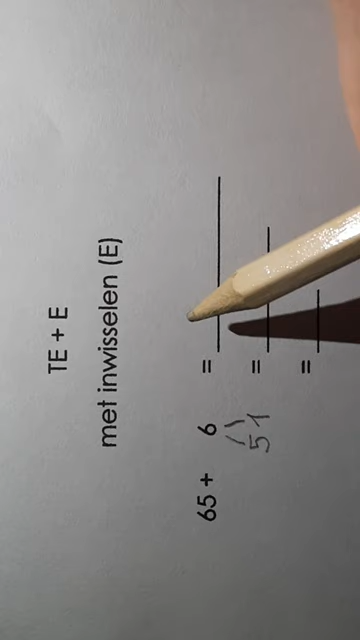 TE + E
met inwisselen (E)
65 + 6 =
5 1 =
=